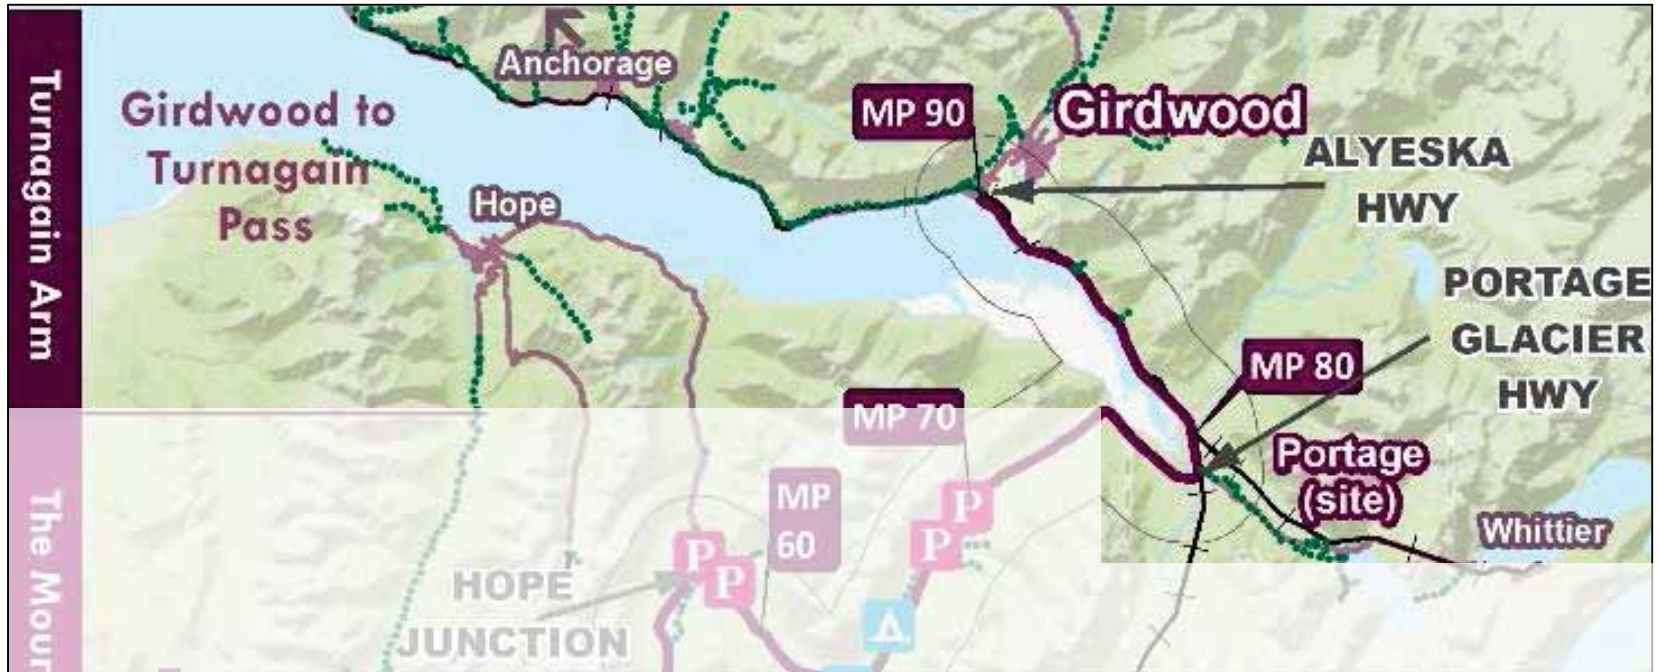 Turnagain Arm
Anchorage
Girdwood to
Turnagain
Pass
MP 90
Girdwood
ALYESKA
HWY
Hope
PORTAGE
GLACIER
HWY
MP 80
MP 70
Portage
(site)
Whittier
MP
60
P
P
P
P
HOPE
JUNCTION
The Mour